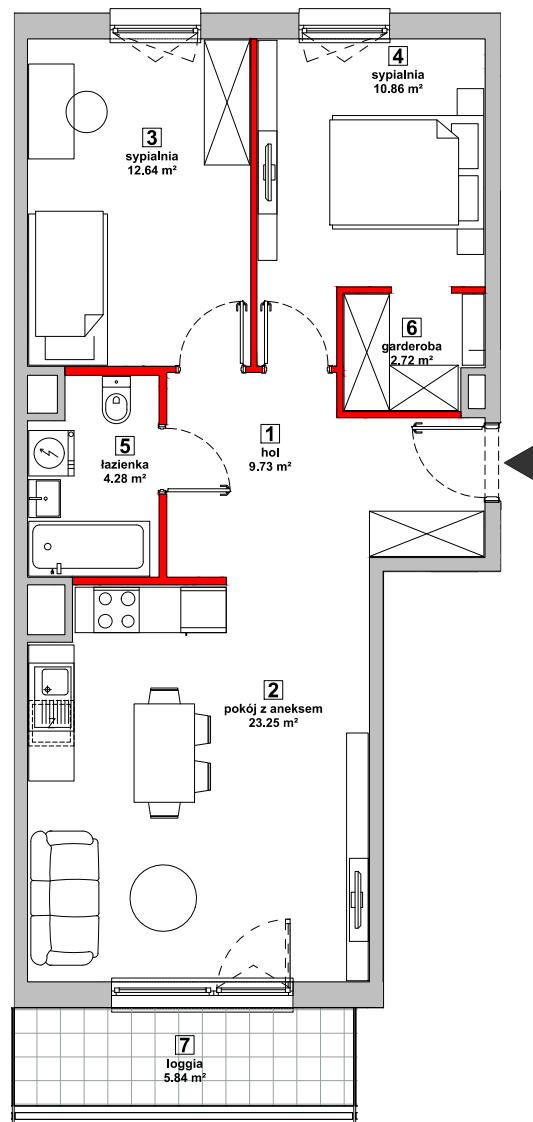 4
sypialnia
10.86 m²
3
sypialnia
12.64 m²
6
garderoba
2.72 m²
1
hol
9.73 m²
5
łazienka
4.28 m²
2
pokój z aneksem
23.25 m²
7
loggia
5.84 m²